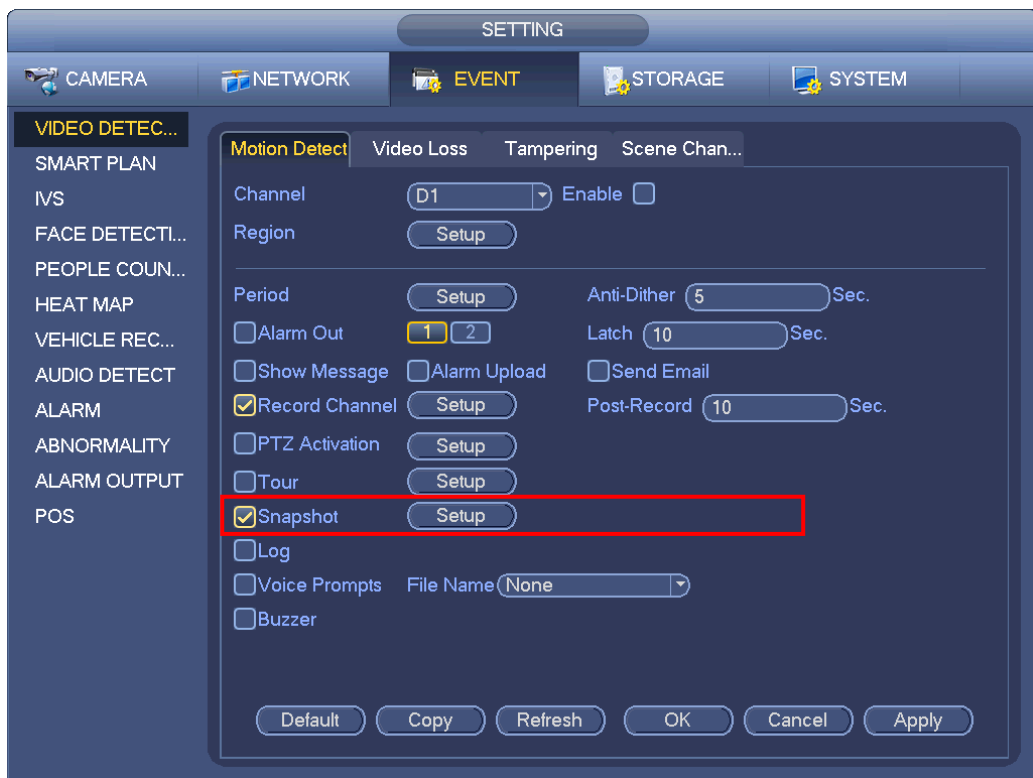 SETTING
CAMERA NETWORK EVENT STORAGE SYSTEM
VIDEO DETEC...
SMART PLAN
IVS
FACE DETECTI...
PEOPLE COUN...
HEAT MAP
VEHICLE REC...
AUDIO DETECT
ALARM
ABNORMALITY
ALARM OUTPUT
POS
Motion Detect Video Loss Tampering Scene Chan...
Channel D1 Enable
Region Setup
Period Setup Anti-Dither 5 Sec.
Alarm Out 1 2 Latch 10 Sec.
Show Message Alarm Upload Send Email
Record Channel Setup Post-Record 10 Sec.
PTZ Activation Setup
Tour Setup
Snapshot Setup
Log
Voice Prompts File Name None
Buzzer
Default Copy Refresh OK Cancel Apply